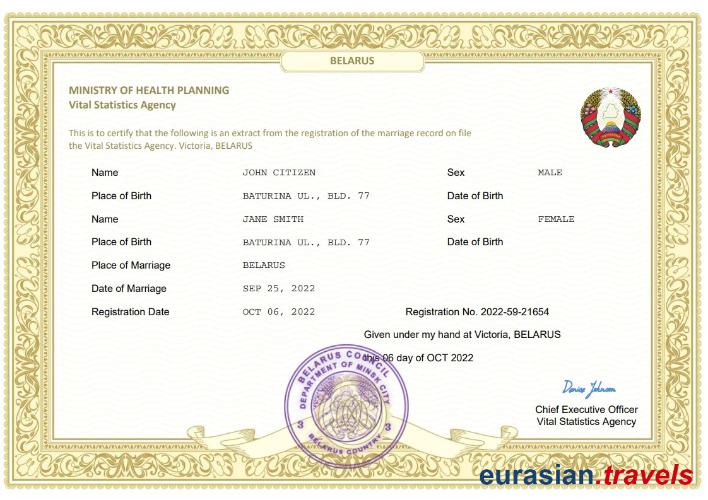 BELARUS
MINISTRY OF HEALTH PLANNING
Vital Statistics Agency
This is to certify that the following is an extract from the registration of the marriage record on file
the Vital Statistics Agency. Victoria, BELARUS
Name JOHN CITIZEN Sex MALE
Place of Birth BATURINA UL., BLD. 77 Date of Birth
Name JANE SMITH Sex FEMALE
Place of Birth BATURINA UL., BLD. 77 Date of Birth
Place of Marriage BELARUS
Date of Marriage SEP 25, 2022
Registration Date OCT 06, 2022 Registration No. 2022-59-21654
Given under my hand at Victoria, BELARUS
this 06 day of OCT 2022
BELARUS COUNCIL
DEPARTMENT OF MINSK CITY
3 3
BELARUS COUNTRY
Denise Johnson
Chief Executive Officer
Vital Statistics Agency
eurasian.travels